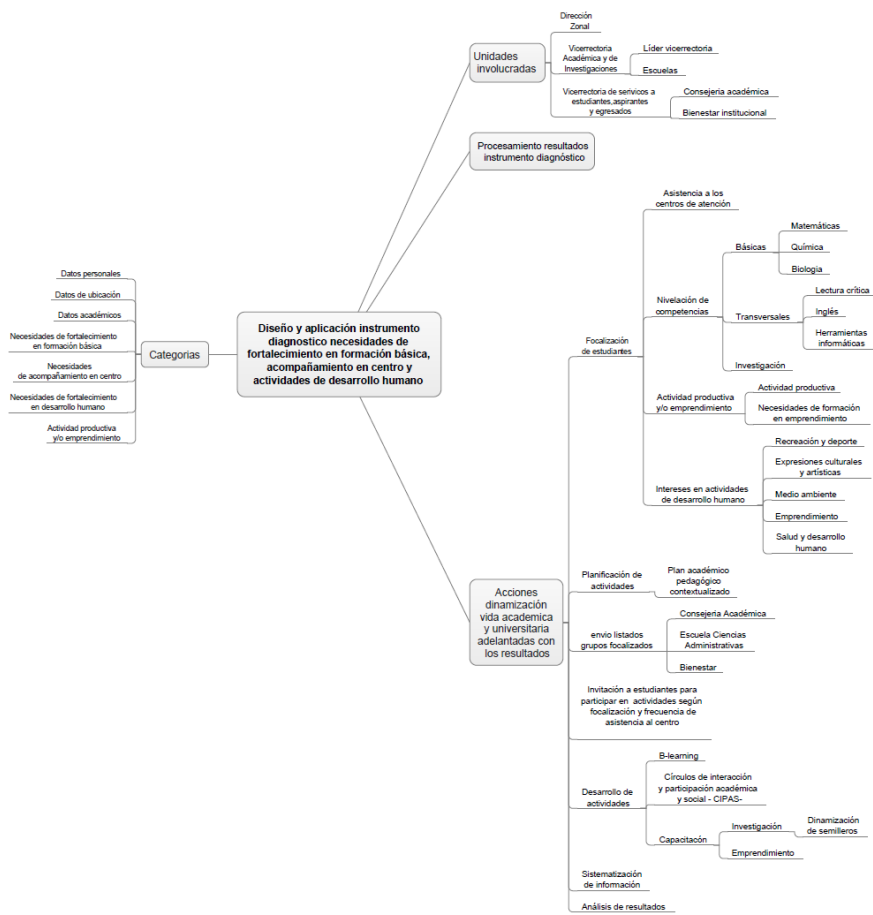 Diseño y aplicación instrumento
diagnostico necesidades de
fortalecimiento en formación básica,
acompañamiento en centro y
actividades de desarrollo humano
Categorias
Datos personales
Datos de ubicación
Datos académicos
Necesidades de fortalecimiento
en formación básica
Necesidades
de acompañamiento en centro
Necesidades de fortalecimiento
en desarrollo humano
Actividad productiva
y/o emprendimiento
Unidades
involucradas
Dirección
Zonal
Vicerrectoria
Académica y de
Investigaciones
Líder vicerrectoria
Escuelas
Vicerrectoria de serivicos a
estudiantes,aspirantes
y egresados
Consejeria académica
Bienestar institucional
Procesamiento resultados
instrumento diagnóstico
Acciones
dinamización
vida academica
y universitaria
adelantadas con
los resultados
Focalización
de estudiantes
Asistencia a los
centros de atención
Nivelación de
competencias
Básicas
Matemáticas
Química
Biologia
Transversales
Lectura crítica
Inglés
Herramientas
informáticas
Investigación
Actividad productiva
y/o emprendimiento
Actividad productiva
Necesidades de formación
en emprendimiento
Intereses en actividades
de desarrollo humano
Recreación y deporte
Expresiones culturales
y artísticas
Medio ambiente
Emprendimiento
Salud y desarrollo
humano
Planificación de
actividades
Plan académico
pedagógico
contextualizado
envio listados
grupos focalizados
Consejeria Académica
Escuela Ciencias
Administrativas
Bienestar
Invitación a estudiantes para
participar en actividades según
focalización y frecuencia de
asistencia al centro
Desarrollo de
actividades
B-learning
Círculos de interacción
y participación académica
y social - CIPAS-
Capacitacón
Investigación
Dinamización
de semilleros
Emprendimiento
Sistematización
de información
Análisis de resultados